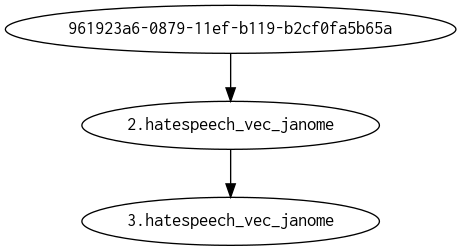 961923a6-0879-11ef-b119-b2cf0fa5b65a
2.hatespeech_vec_janome
3.hatespeech_vec_janome